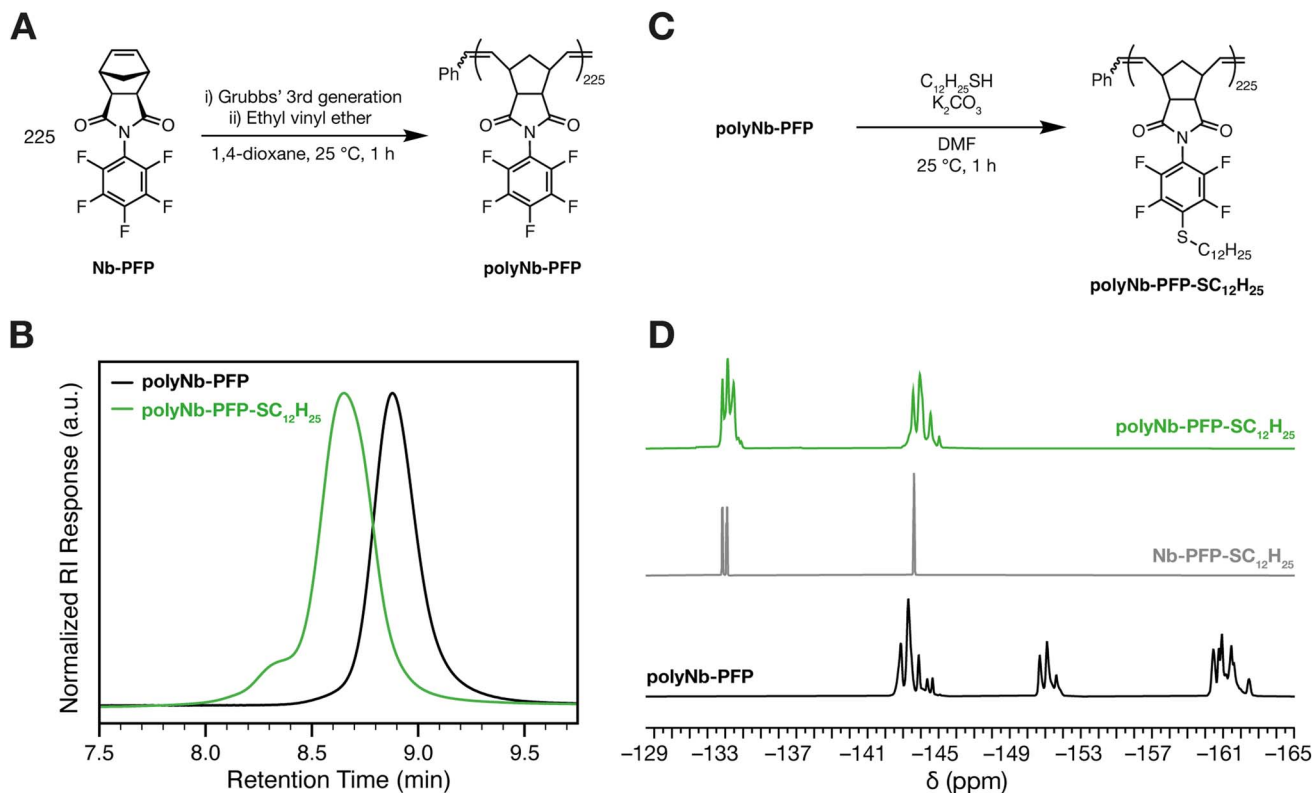 A
225
O
O
N
F
F
F
F
F
Nb-PFP
i) Grubbs' 3rd generation
ii) Ethyl vinyl ether
1,4-dioxane, 25 °C, 1 h
Ph
225
O
O
N
F
F
F
F
F
polyNb-PFP
C
polyNb-PFP
C₁₂H₂₅SH
K₂CO₃
DMF
25 °C, 1 h
Ph
225
O
O
N
F
F
F
F
S
C₁₂H₂₅
polyNb-PFP-SC₁₂H₂₅
B
Normalized RI Response (a.u.)
polyNb-PFP
polyNb-PFP-SC₁₂H₂₅
7.5 8.0 8.5 9.0 9.5
Retention Time (min)
D
polyNb-PFP-SC₁₂H₂₅
Nb-PFP-SC₁₂H₂₅
polyNb-PFP
−129 −133 −137 −141 −145 −149 −151 −157 −161 −165
δ (ppm)